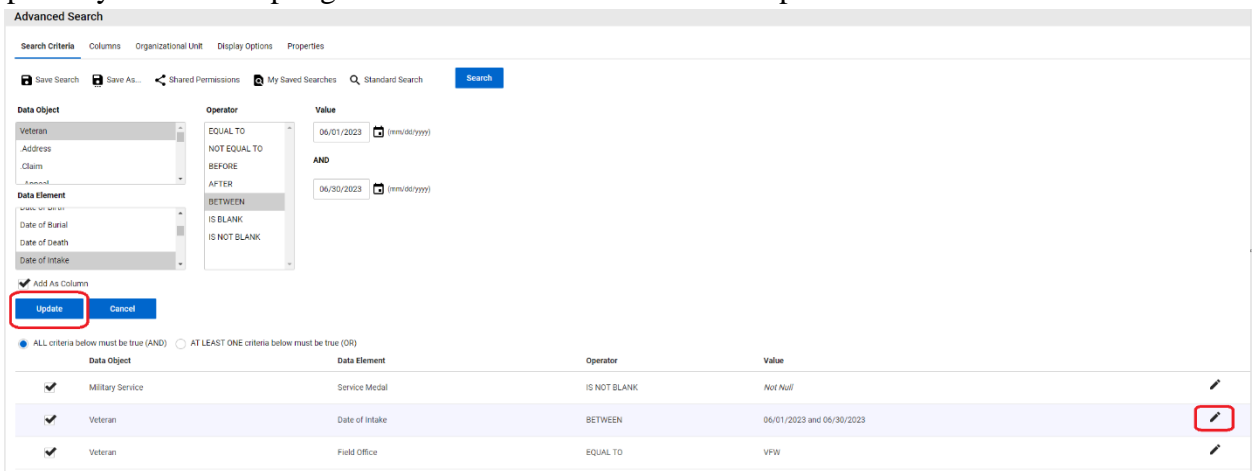 Advanced Search
Search Criteria Columns Organizational Unit Display Options Properties
Save Search Save As... Shared Permissions My Saved Searches Standard Search Search
Data Object Operator Value
Veteran EQUAL TO 06/01/2023 (mm/dd/yyyy)
.Address NOT EQUAL TO
.Claim BEFORE AND
..Appeal AFTER 06/30/2023 (mm/dd/yyyy)
Data Element BETWEEN
Date of Birth IS BLANK
Date of Burial IS NOT BLANK
Date of Death
Date of Intake
Add As Column
Update Cancel
ALL criteria below must be true (AND) AT LEAST ONE criteria below must be true (OR)
Data Object Data Element Operator Value
Military Service Service Medal IS NOT BLANK Not Null
Veteran Date of Intake BETWEEN 06/01/2023 and 06/30/2023
Veteran Field Office EQUAL TO VFW